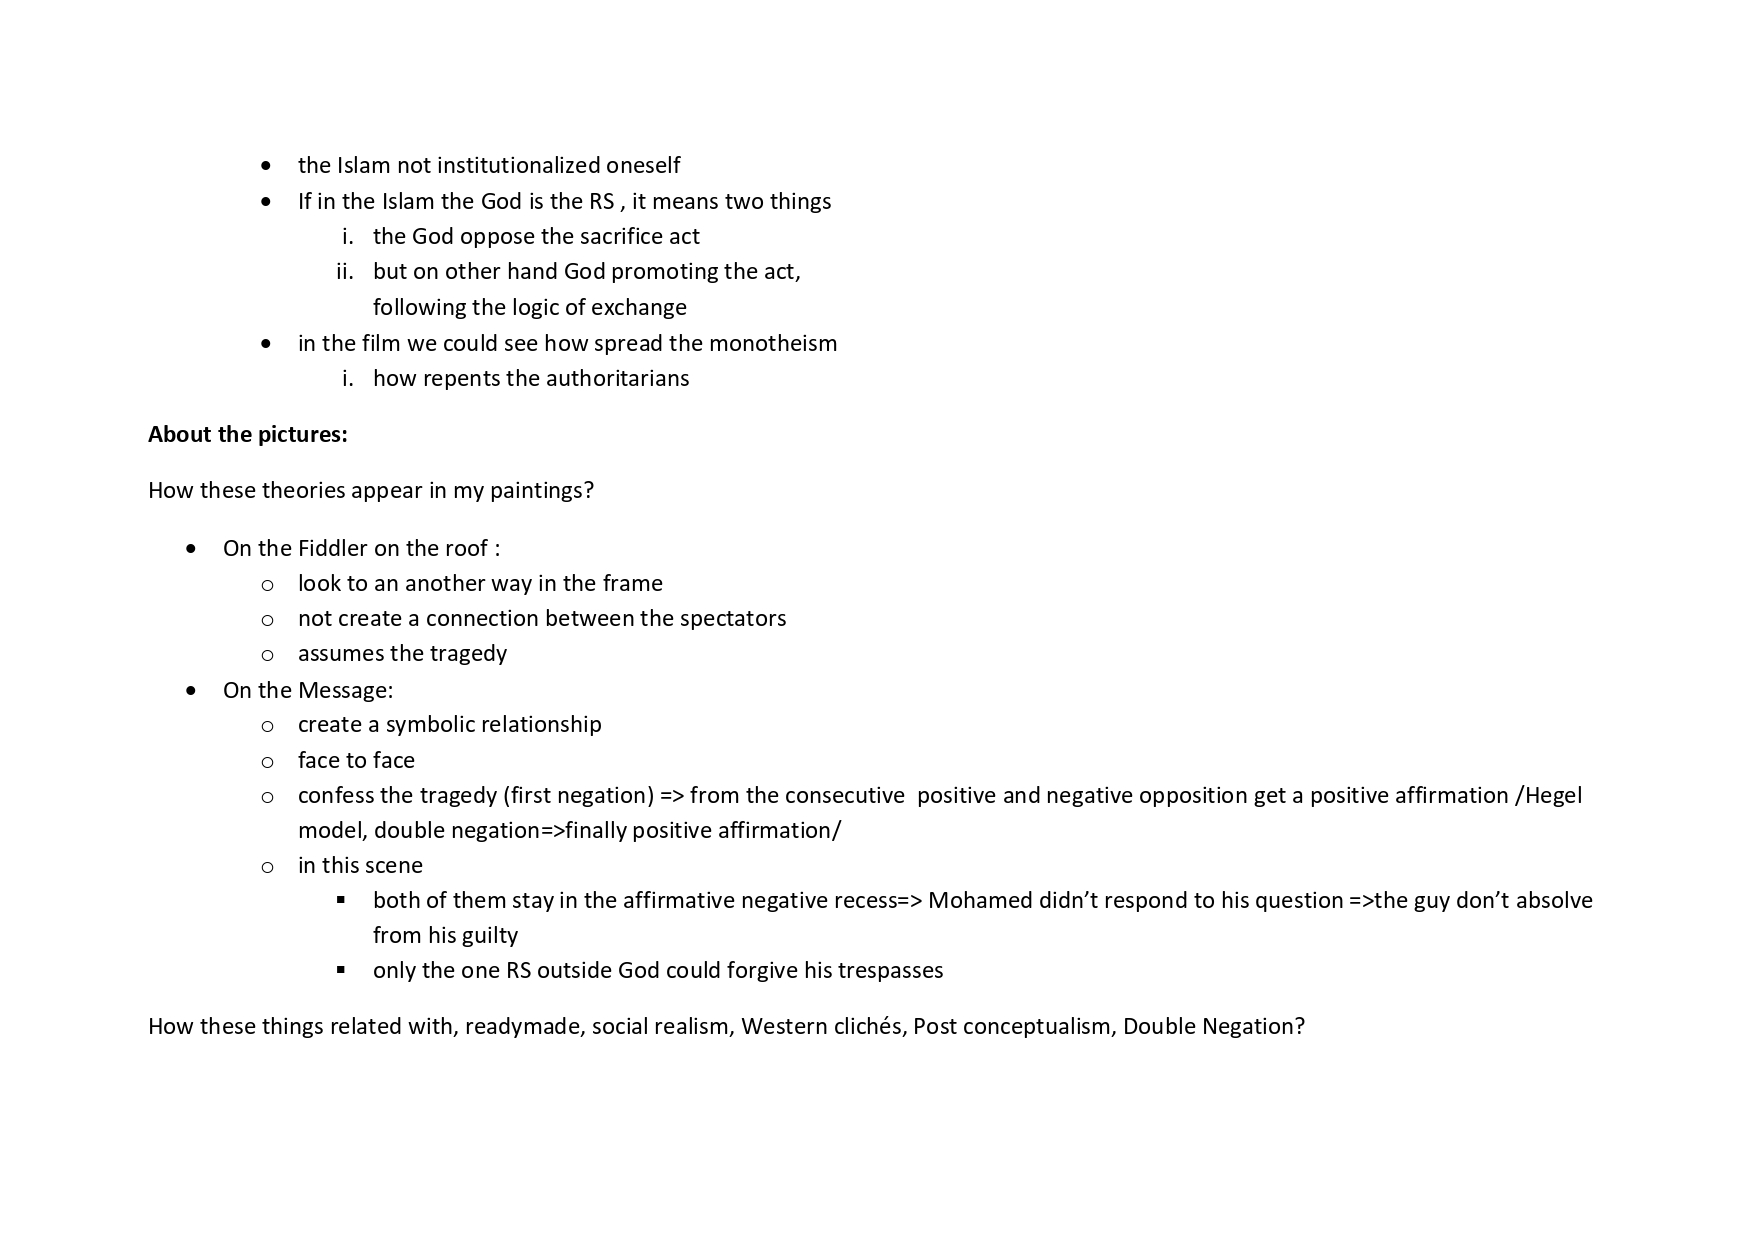 • the Islam not institutionalized oneself
• If in the Islam the God is the RS , it means two things
i. the God oppose the sacrifice act
ii. but on other hand God promoting the act,
following the logic of exchange
• in the film we could see how spread the monotheism
i. how repents the authoritarians
About the pictures:
How these theories appear in my paintings?
• On the Fiddler on the roof :
o look to an another way in the frame
o not create a connection between the spectators
o assumes the tragedy
• On the Message:
o create a symbolic relationship
o face to face
o confess the tragedy (first negation) => from the consecutive  positive and negative opposition get a positive affirmation /Hegel
model, double negation=>finally positive affirmation/
o in this scene
▪ both of them stay in the affirmative negative recess=> Mohamed didn’t respond to his question =>the guy don’t absolve
from his guilty
▪ only the one RS outside God could forgive his trespasses
How these things related with, readymade, social realism, Western clichés, Post conceptualism, Double Negation?